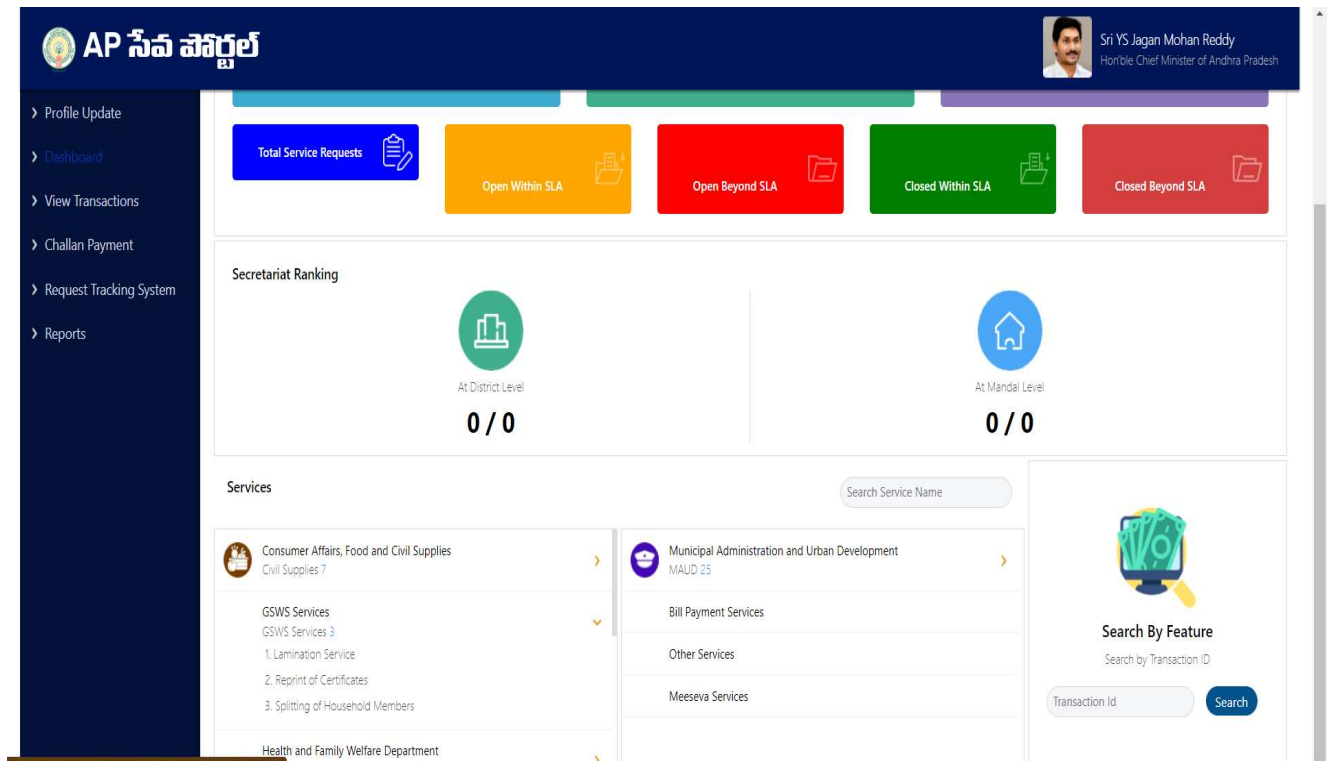 AP సేవ పోర్టల్
Sri YS Jagan Mohan Reddy
Hon'ble Chief Minister of Andhra Pradesh
Profile Update
Dashboard
View Transactions
Challan Payment
Request Tracking System
Reports
Total Service Requests
Open Within SLA
Open Beyond SLA
Closed Within SLA
Closed Beyond SLA
Secretariat Ranking
At District Level
0 / 0
At Mandal Level
0 / 0
Services
Search Service Name
Consumer Affairs, Food and Civil Supplies
Civil Supplies 7
GSWS Services
GSWS Services 3
1. Lamination Service
2. Reprint of Certificates
3. Splitting of Household Members
Health and Family Welfare Department
Municipal Administration and Urban Development
MAUD 25
Bill Payment Services
Other Services
Meeseva Services
Search By Feature
Search by Transaction ID
Transaction Id
Search